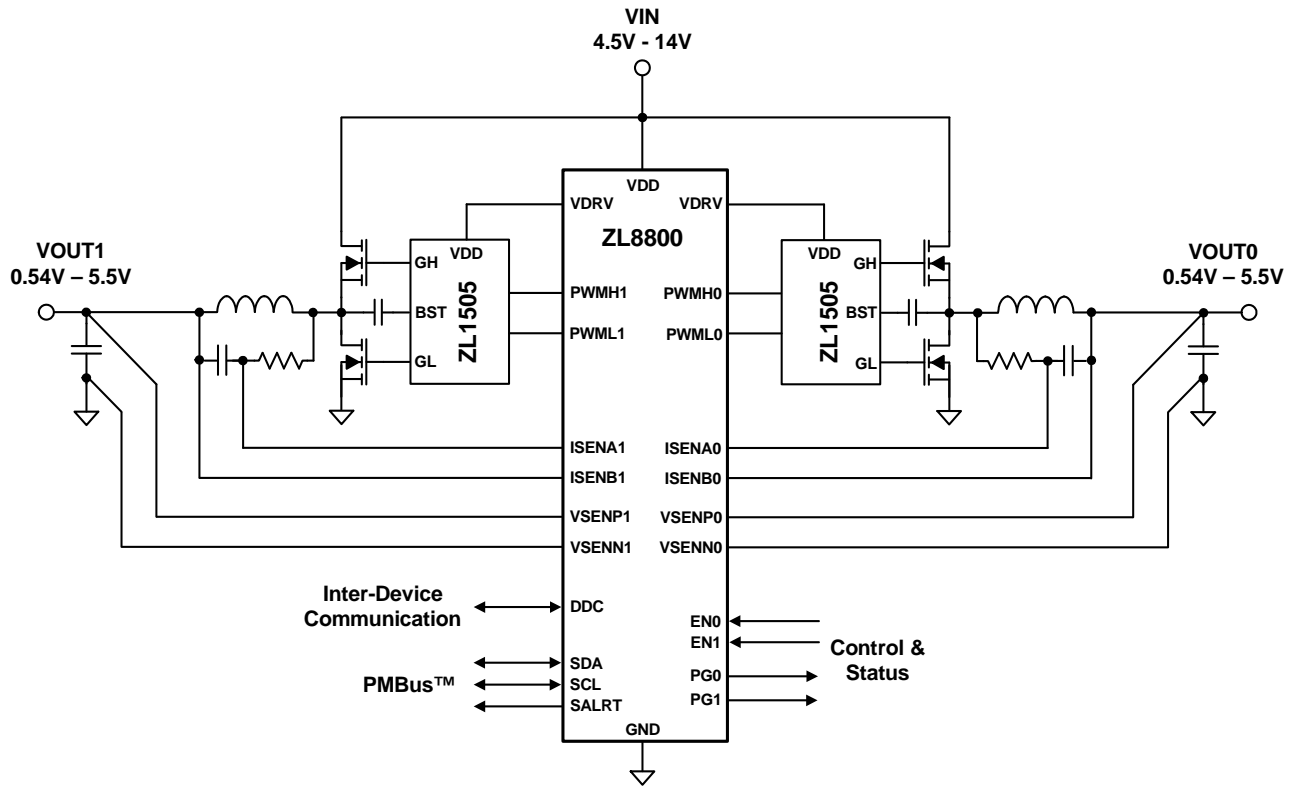 VIN
4.5V - 14V
VDD
VDRV
VDRV
ZL8800
VOUT1
0.54V – 5.5V
VDD
GH
BST
GL
ZL1505
PWMH1
PWML1
PWMH0
PWML0
VDD
GH
BST
GL
ZL1505
VOUT0
0.54V – 5.5V
ISENA1
ISENB1
VSENP1
VSENN1
ISENA0
ISENB0
VSENP0
VSENN0
Inter-Device
Communication
DDC
PMBus™
SDA
SCL
SALRT
EN0
EN1
PG0
PG1
Control &
Status
GND